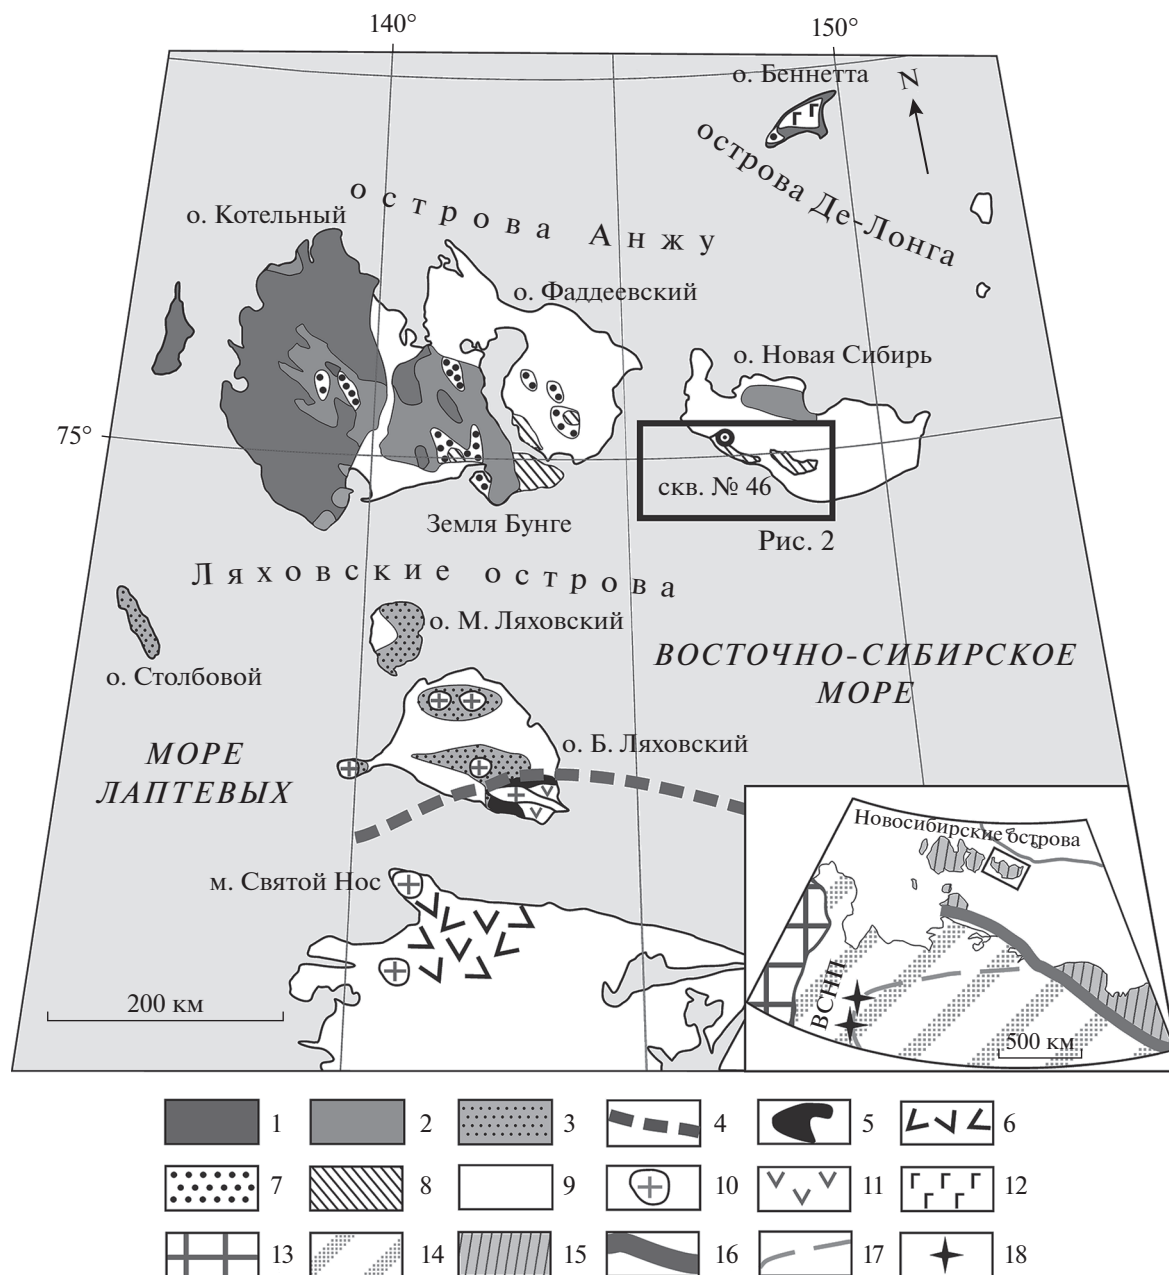 140°
150°
о. Беннетта
N
острова Де-Лонга
острова Анжу
о. Котельный
о. Фаддеевский
о. Новая Сибирь
75°
скв. № 46
Земля Бунге
Рис. 2
Ляховские острова
о. М. Ляховский
ВОСТОЧНО-СИБИРСКОЕ
МОРЕ
о. Столбовой
о. Б. Ляховский
МОРЕ
ЛАПТЕВЫХ
Новосибирские острова
м. Святой Нос
ВСНП
200 км
500 км
1 2 3 4 5 6
7 8 9 10 11 12
13 14 15 16 17 18